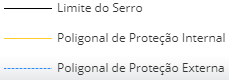 Limite do Serro
Poligonal de Proteção Internal
Poligonal de Proteção Externa